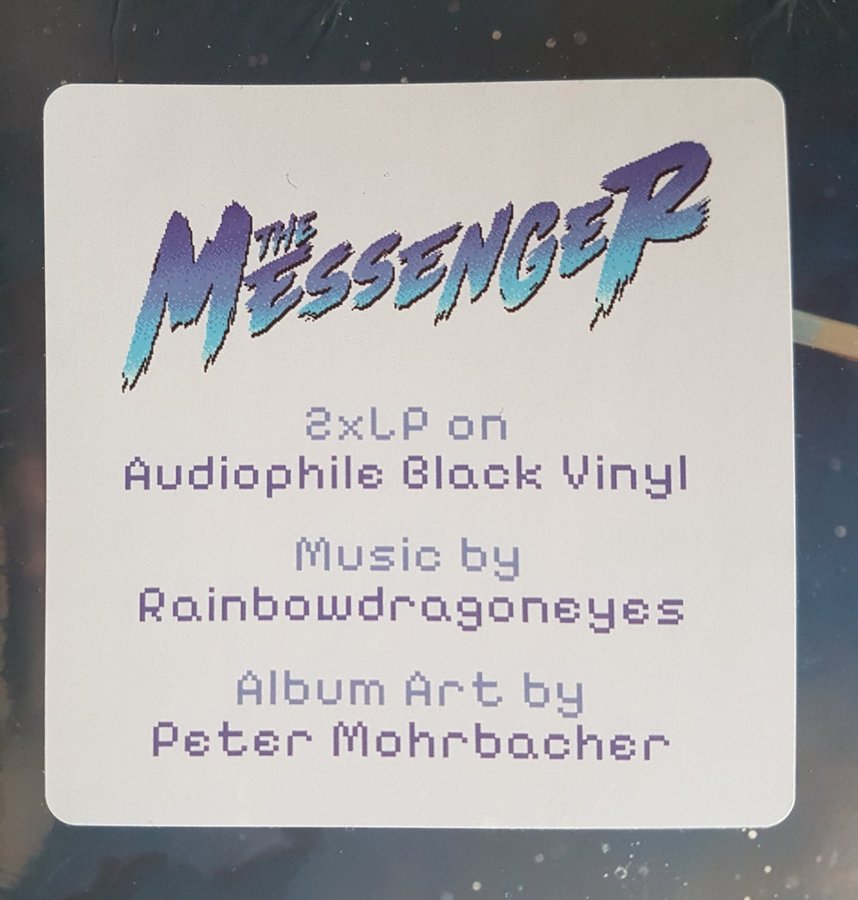 THE
MESSENGER
2xLP on
Audiophile Black Vinyl
Music by
Rainbowdragoneyes
Album Art by
Peter Mohrbacher